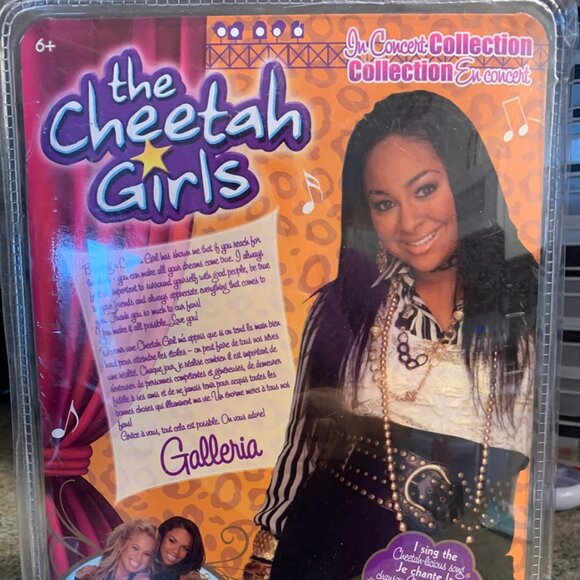 6+
In Concert Collection
Collection En concert
the
Cheetah
Girls
Girl has shown me that if you reach for
you can make all your dreams come true. I always
important to surround yourself with good people, be true
friends and always appreciate everything that comes to
Thank you so much to our fans!
make it all possible. Love you!
une Cheetah Girl m'a appris que si on tend la main bien
haut pour atteindre les étoiles - on peut faire de tous nos rêves
une réalité. Chaque jour, je réalise combien il est important de
s'entourer de personnes compétentes et généreuses, de demeurer
fidèle à ses amis et de ne jamais tenir pour acquis toutes les
bonnes choses qui illuminent ma vie. Un énorme merci à tous nos
fans!
Grâce à vous, tout cela est possible. On vous adore!
Galleria
I sing the
Cheetah-licious song
Je chante